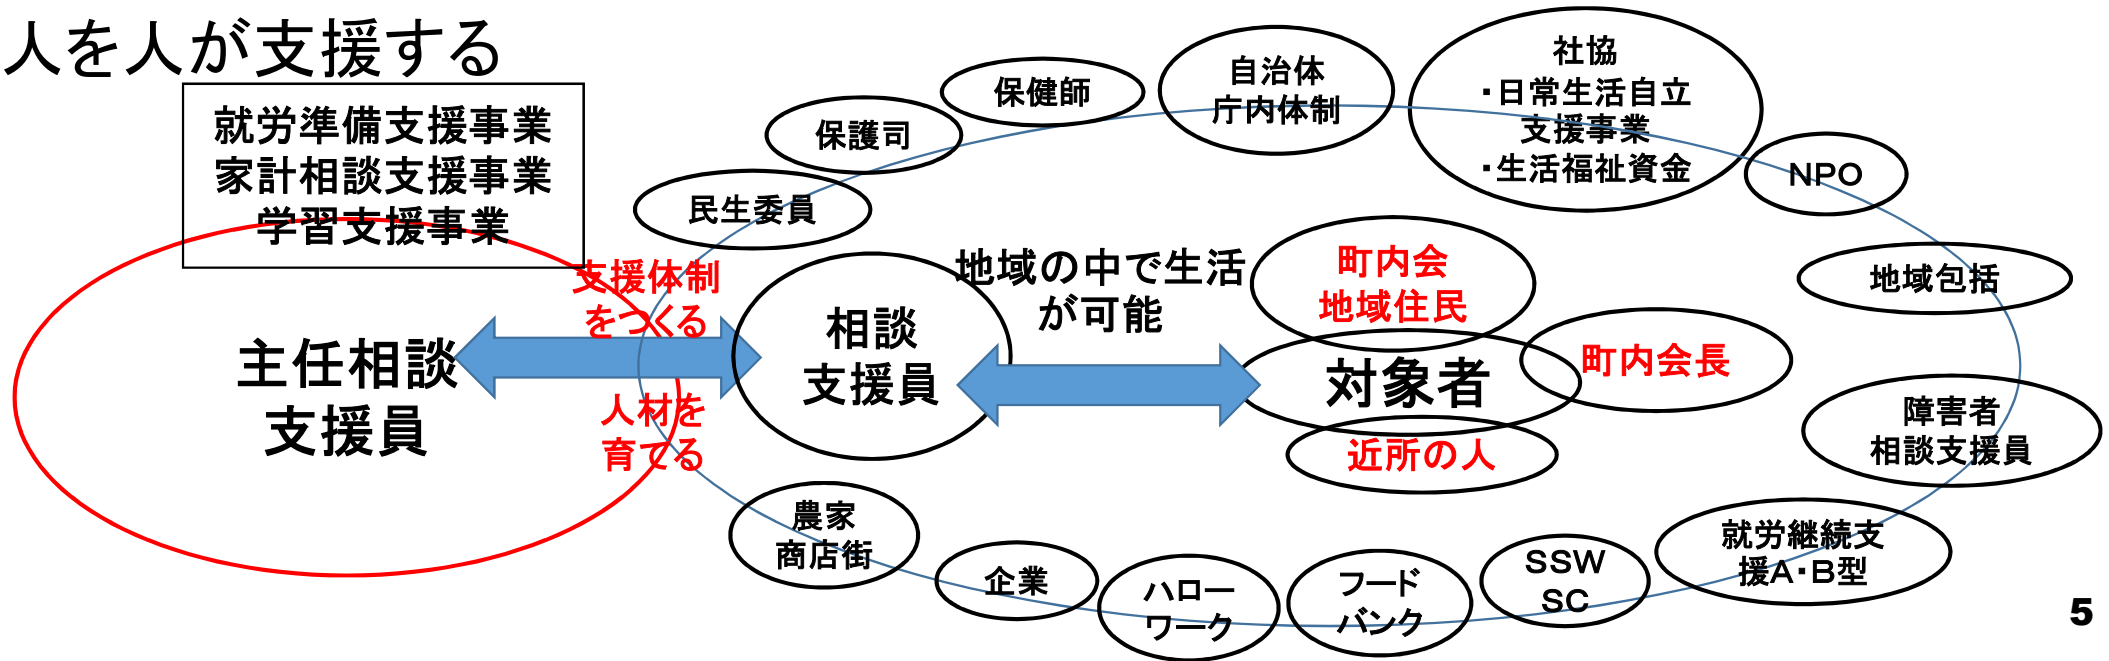 人を人が支援する
就労準備支援事業
家計相談支援事業
学習支援事業
主任相談
支援員
支援体制
をつくる
人材を
育てる
相談
支援員
地域の中で生活
が可能
町内会
地域住民
対象者
町内会長
近所の人
民生委員
保護司
保健師
自治体
庁内体制
社協
・日常生活自立
支援事業
・生活福祉資金
NPO
地域包括
障害者
相談支援員
就労継続支
援A・B型
SSW
SC
フード
バンク
ハロー
ワーク
企業
農家
商店街
5